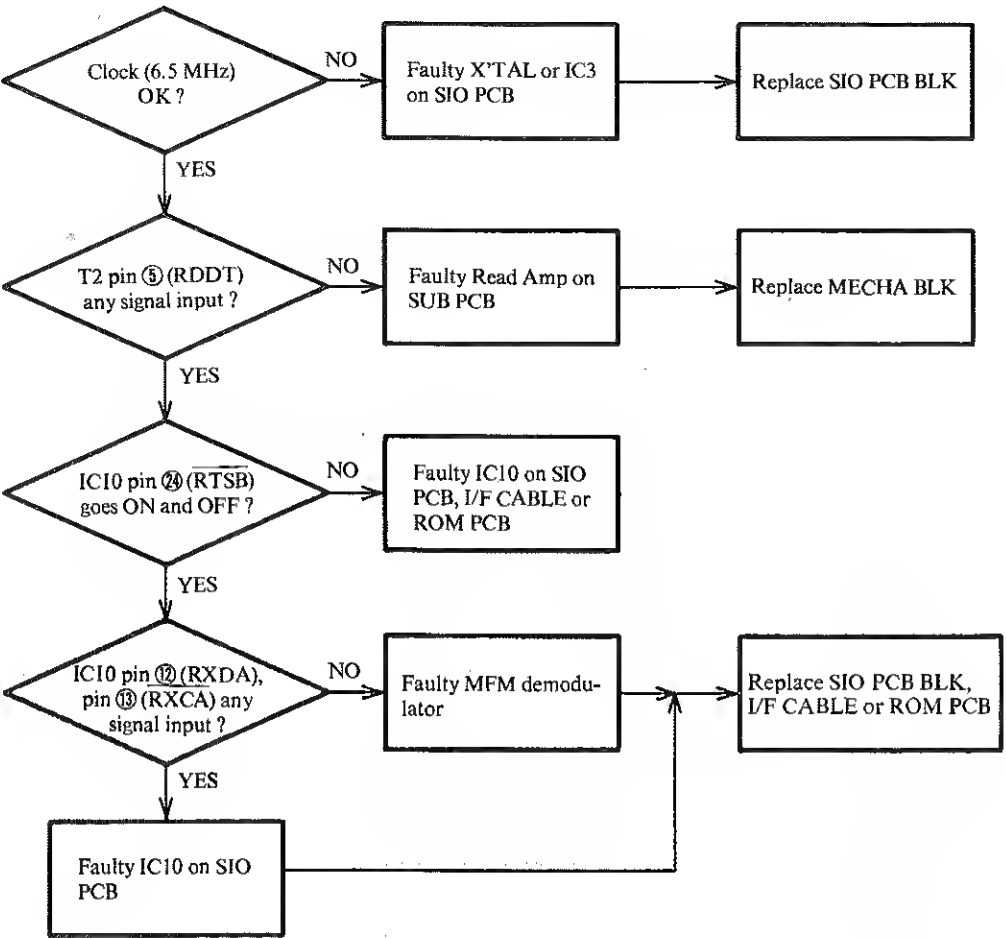 Clock (6.5 MHz)
OK ?
NO
Faulty X'TAL or IC3
on SIO PCB
Replace SIO PCB BLK
YES
T2 pin ⑤ (RDDT)
any signal input ?
NO
Faulty Read Amp on
SUB PCB
Replace MECHA BLK
YES
IC10 pin ㉔ (RTSB)
goes ON and OFF ?
NO
Faulty IC10 on SIO
PCB, I/F CABLE or
ROM PCB
YES
IC10 pin ⑫ (RXDA),
pin ⑬ (RXCA) any
signal input ?
NO
Faulty MFM demodu-
lator
Replace SIO PCB BLK,
I/F CABLE or ROM PCB
YES
Faulty IC10 on SIO
PCB